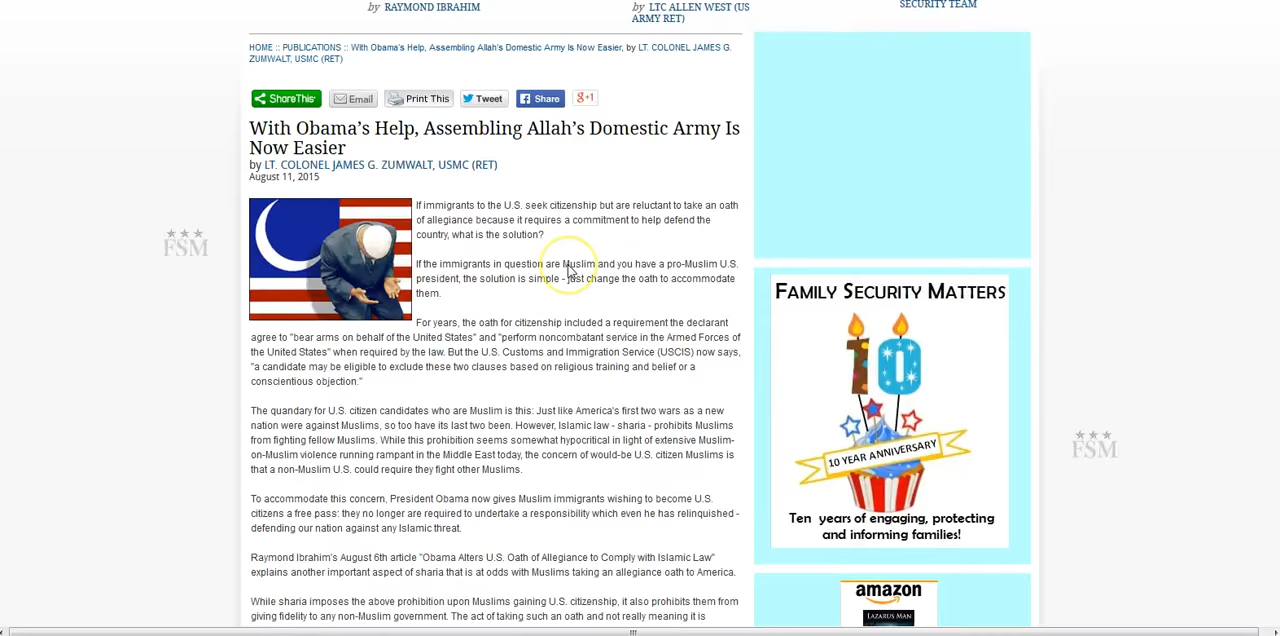 by RAYMOND IBRAHIM
by LTC ALLEN WEST (US
ARMY RET)
SECURITY TEAM
HOME :: PUBLICATIONS :: With Obama's Help, Assembling Allah's Domestic Army Is Now Easier, by LT. COLONEL JAMES G.
ZUMWALT, USMC (RET)
ShareThis
Email
Print This
Tweet
Share
g+1
With Obama's Help, Assembling Allah's Domestic Army Is
Now Easier
by LT. COLONEL JAMES G. ZUMWALT, USMC (RET)
August 11, 2015
If immigrants to the U.S. seek citizenship but are reluctant to take an oath
of allegiance because it requires a commitment to help defend the
country, what is the solution?
If the immigrants in question are Muslim and you have a pro-Muslim U.S.
president, the solution is simple - just change the oath to accommodate
them.
For years, the oath for citizenship included a requirement the declarant
agree to "bear arms on behalf of the United States" and "perform noncombatant service in the Armed Forces of
the United States" when required by the law. But the U.S. Customs and Immigration Service (USCIS) now says,
"a candidate may be eligible to exclude these two clauses based on religious training and belief or a
conscientious objection."
The quandary for U.S. citizen candidates who are Muslim is this: Just like America's first two wars as a new
nation were against Muslims, so too have its last two been. However, Islamic law - sharia - prohibits Muslims
from fighting fellow Muslims. While this prohibition seems somewhat hypocritical in light of extensive Muslim-
on-Muslim violence running rampant in the Middle East today, the concern of would-be U.S. citizen Muslims is
that a non-Muslim U.S. could require they fight other Muslims.
To accommodate this concern, President Obama now gives Muslim immigrants wishing to become U.S.
citizens a free pass: they no longer are required to undertake a responsibility which even he has relinquished -
defending our nation against any Islamic threat.
Raymond Ibrahim's August 6th article "Obama Alters U.S. Oath of Allegiance to Comply with Islamic Law"
explains another important aspect of sharia that is at odds with Muslims taking an allegiance oath to America.
While sharia imposes the above prohibition upon Muslims gaining U.S. citizenship, it also prohibits them from
giving fidelity to any non-Muslim government. The act of taking such an oath and not really meaning it is
FSM
FAMILY SECURITY MATTERS
10
10 YEAR ANNIVERSARY
Ten years of engaging, protecting
and informing families!
FSM
amazon
LAZARUS MAN